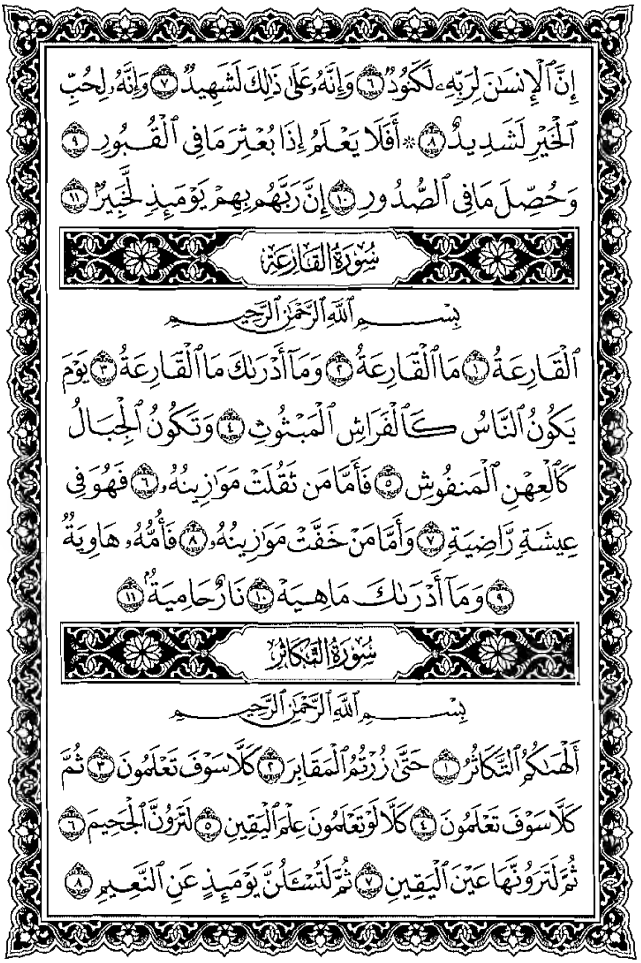 إِنَّ ٱلْإِنسَٰنَ لِرَبِّهِۦ لَكَنُودٌ ٦ وَإِنَّهُۥ عَلَىٰ ذَٰلِكَ لَشَهِيدٌ ٧ وَإِنَّهُۥ لِحُبِّ
ٱلْخَيْرِ لَشَدِيدٌ ٨ ۞ أَفَلَا يَعْلَمُ إِذَا بُعْثِرَ مَا فِي ٱلْقُبُورِ ٩
وَحُصِّلَ مَا فِي ٱلصُّدُورِ ١٠ إِنَّ رَبَّهُم بِهِمْ يَوْمَئِذٍ لَّخَبِيرٌۢ ١١
سُورَةُ القَارِعَةِ
بِسْمِ ٱللَّهِ ٱلرَّحْمَٰنِ ٱلرَّحِيمِ
ٱلْقَارِعَةُ ١ مَا ٱلْقَارِعَةُ ٢ وَمَآ أَدْرَىٰكَ مَا ٱلْقَارِعَةُ ٣ يَوْمَ
يَكُونُ ٱلنَّاسُ كَٱلْفَرَاشِ ٱلْمَبْثُوثِ ٤ وَتَكُونُ ٱلْجِبَالُ
كَٱلْعِهْنِ ٱلْمَنفُوشِ ٥ فَأَمَّا مَن ثَقُلَتْ مَوَٰزِينُهُۥ ٦ فَهُوَ فِي
عِيشَةٍ رَّاضِيَةٍ ٧ وَأَمَّا مَنْ خَفَّتْ مَوَٰزِينُهُۥ ٨ فَأُمُّهُۥ هَاوِيَةٌ
٩ وَمَآ أَدْرَىٰكَ مَا هِيَهْ ١٠ نَارٌ حَامِيَةٌۢ ١١
سُورَةُ التَّكَاثُرِ
بِسْمِ ٱللَّهِ ٱلرَّحْمَٰنِ ٱلرَّحِيمِ
أَلْهَىٰكُمُ ٱلتَّكَاثُرُ ١ حَتَّىٰ زُرْتُمُ ٱلْمَقَابِرَ ٢ كَلَّا سَوْفَ تَعْلَمُونَ ٣ ثُمَّ
كَلَّا سَوْفَ تَعْلَمُونَ ٤ كَلَّا لَوْ تَعْلَمُونَ عِلْمَ ٱلْيَقِينِ ٥ لَتَرَوُنَّ ٱلْجَحِيمَ ٦
ثُمَّ لَتَرَوُنَّهَا عَيْنَ ٱلْيَقِينِ ٧ ثُمَّ لَتُسْـَٔلُنَّ يَوْمَئِذٍ عَنِ ٱلنَّعِيمِ ٨